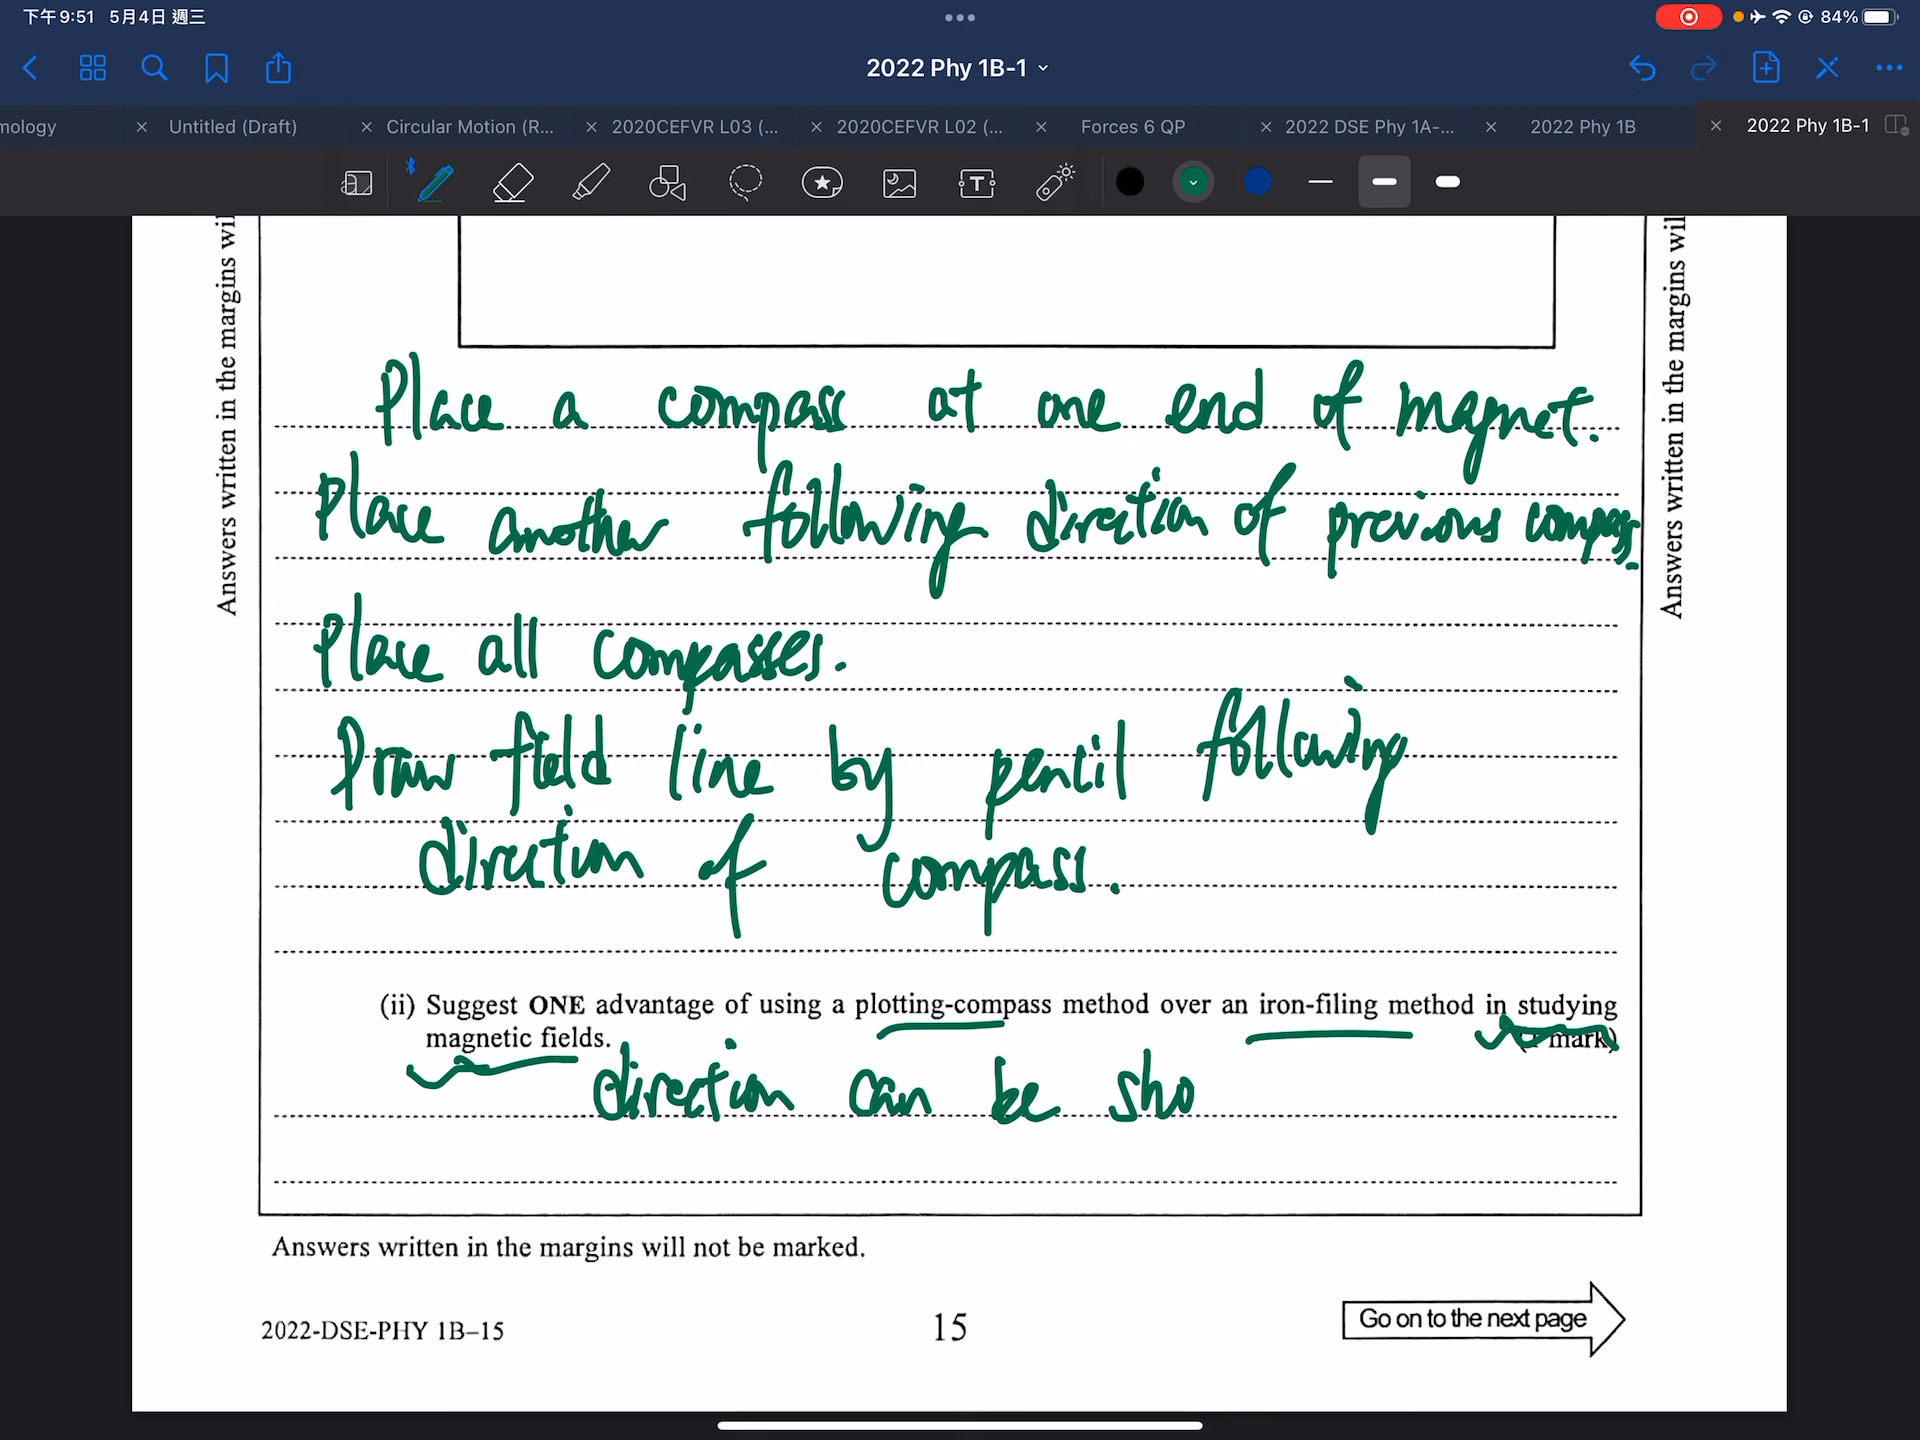 下午9:51 5月4日 週三
84%
2022 Phy 1B-1
mology
Untitled (Draft)
Circular Motion (R...
2020CEFVR L03 (...
2020CEFVR L02 (...
Forces 6 QP
2022 DSE Phy 1A-...
2022 Phy 1B
2022 Phy 1B-1
Answers written in the margins wil
Answers written in the margins wil
Place a compass at one end of magnet.
Place another following direction of previous compass.
Place all compasses.
Draw field line by pencil following
direction of compass.
(ii) Suggest ONE advantage of using a plotting-compass method over an iron-filing method in studying
magnetic fields.
mark)
direction can be sho
Answers written in the margins will not be marked.
2022-DSE-PHY 1B–15
15
Go on to the next page